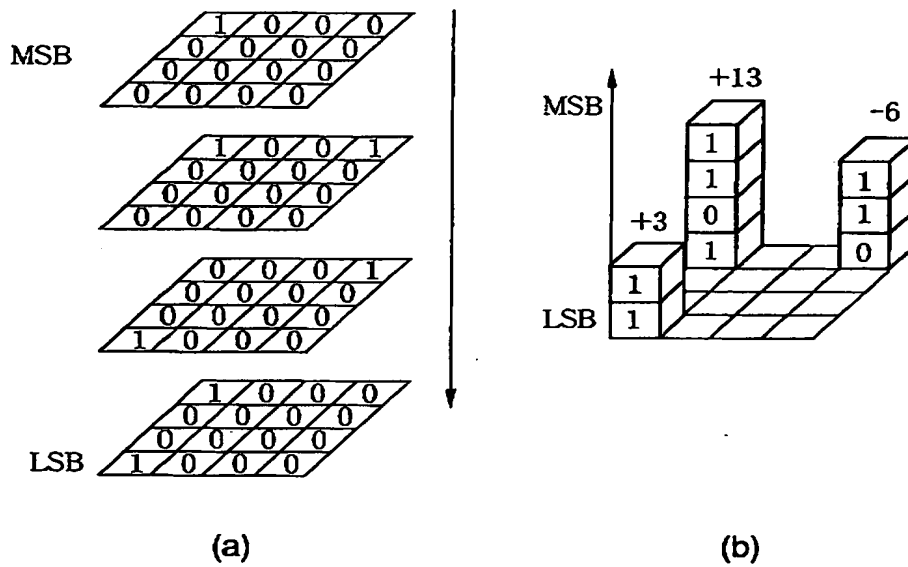 MSB
1 0 0 0
0 0 0 0
0 0 0 0
0 0 0 0
1 0 0 1
0 0 0 0
0 0 0 0
0 0 0 0
0 0 0 1
0 0 0 0
0 0 0 0
1 0 0 0
1 0 0 0
0 0 0 0
0 0 0 0
LSB 1 0 0 0
(a)
+13
MSB
-6
1
1
0
1
1
1
0
+3
1
LSB 1
(b)